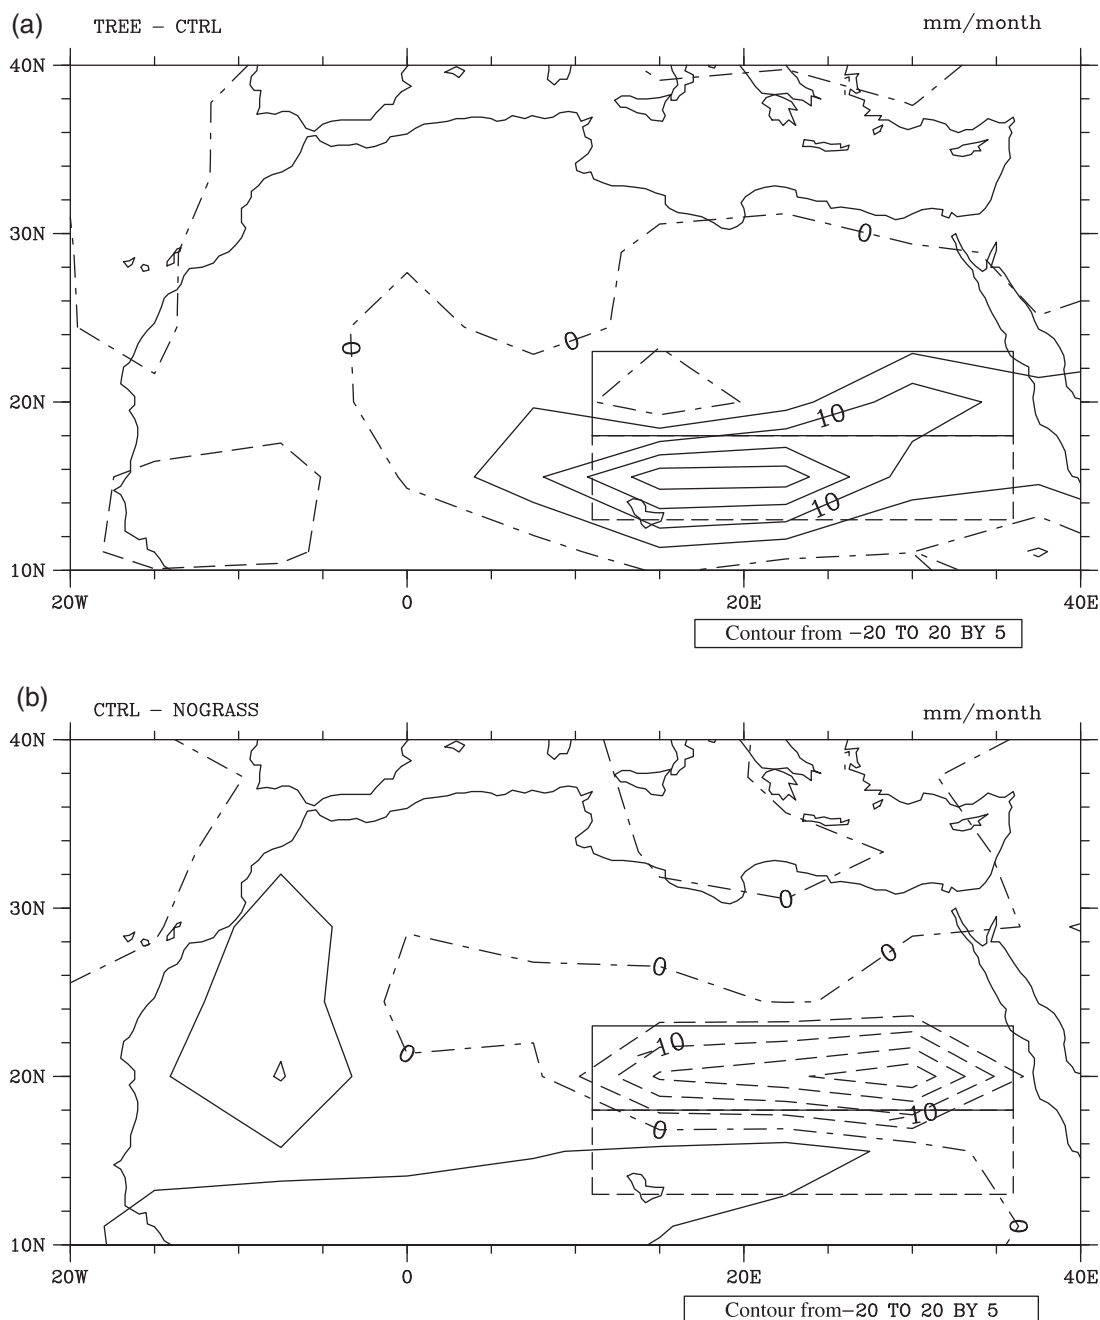 (a)
TREE − CTRL
mm/month
40N
30N
20N
10N
0
0
0
10
10
20W
0
20E
40E
Contour from −20 TO 20 BY 5
(b)
CTRL − NOGRASS
mm/month
40N
30N
20N
10N
0
0
0
0
10
10
0
0
20W
0
20E
40E
Contour from−20 TO 20 BY 5